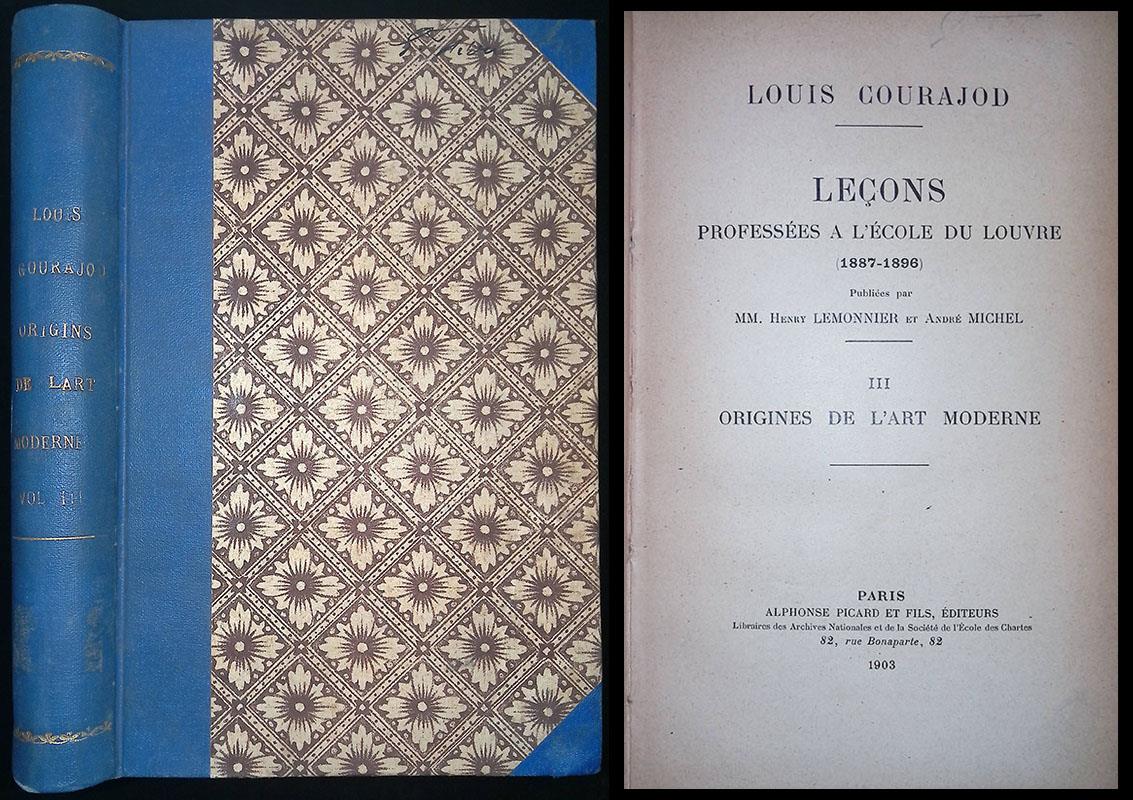 LOUIS
GOURAJOD
ORIGINS
DE LART
MODERNE
VOL III
LOUIS COURAJOD
LEÇONS
PROFESSÉES A L'ÉCOLE DU LOUVRE
(1887-1896)
Publiées par
MM. Henry LEMONNIER et André MICHEL
III
ORIGINES DE L'ART MODERNE
PARIS
ALPHONSE PICARD ET FILS, ÉDITEURS
Libraires des Archives Nationales et de la Société de l'École des Chartes
82, rue Bonaparte, 82
1903